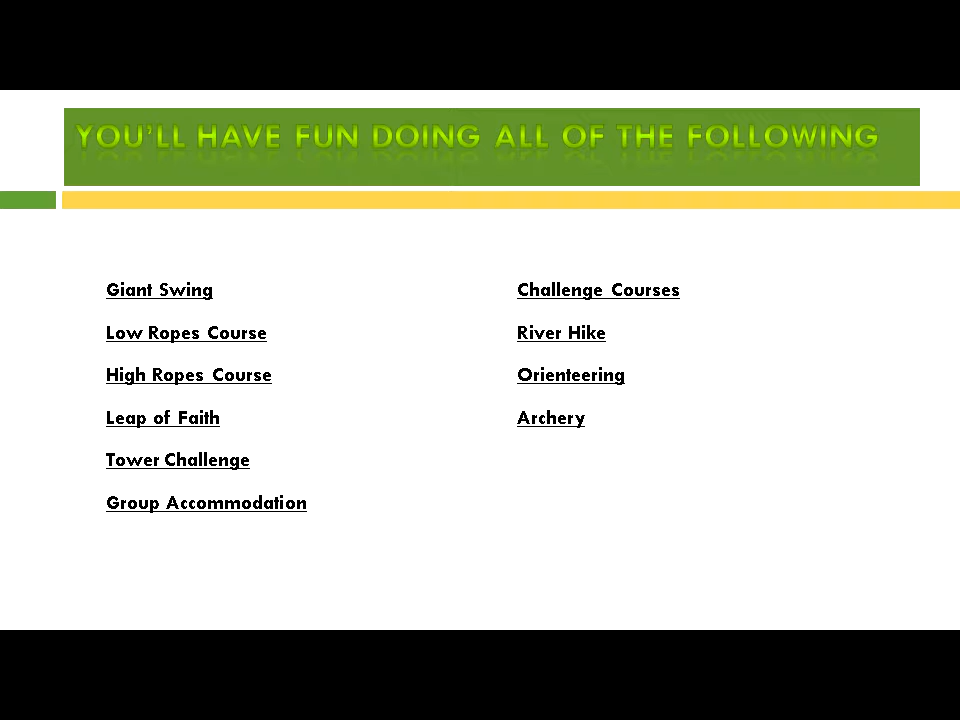 YOU'LL HAVE FUN DOING ALL OF THE FOLLOWING
Giant Swing
Low Ropes Course
High Ropes Course
Leap of Faith
Tower Challenge
Group Accommodation
Challenge Courses
River Hike
Orienteering
Archery